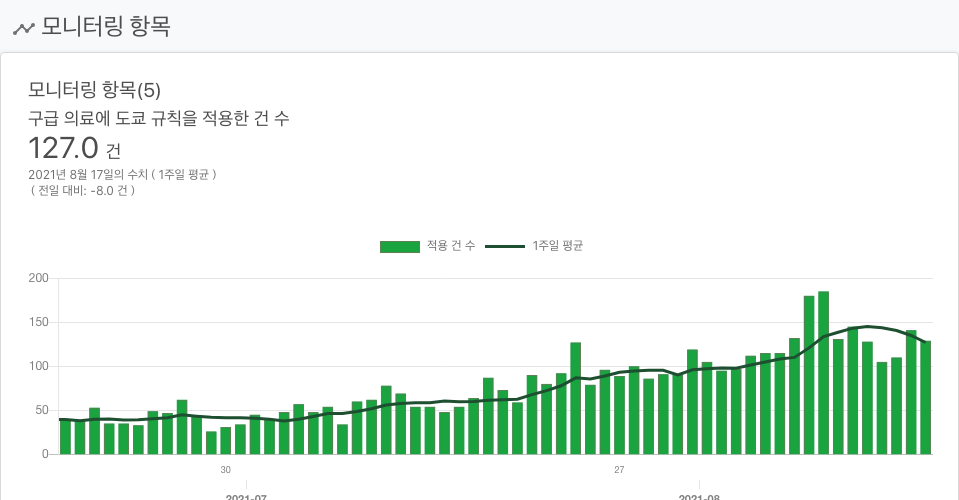 모니터링 항목
모니터링 항목(5)
구급 의료에 도쿄 규칙을 적용한 건 수
127.0 건
2021년 8월 17일의 수치 ( 1주일 평균 )
( 전일 대비: -8.0 건 )
적용 건 수 1주일 평균
200
150
100
50
0
30 27
2021-07 2021-08